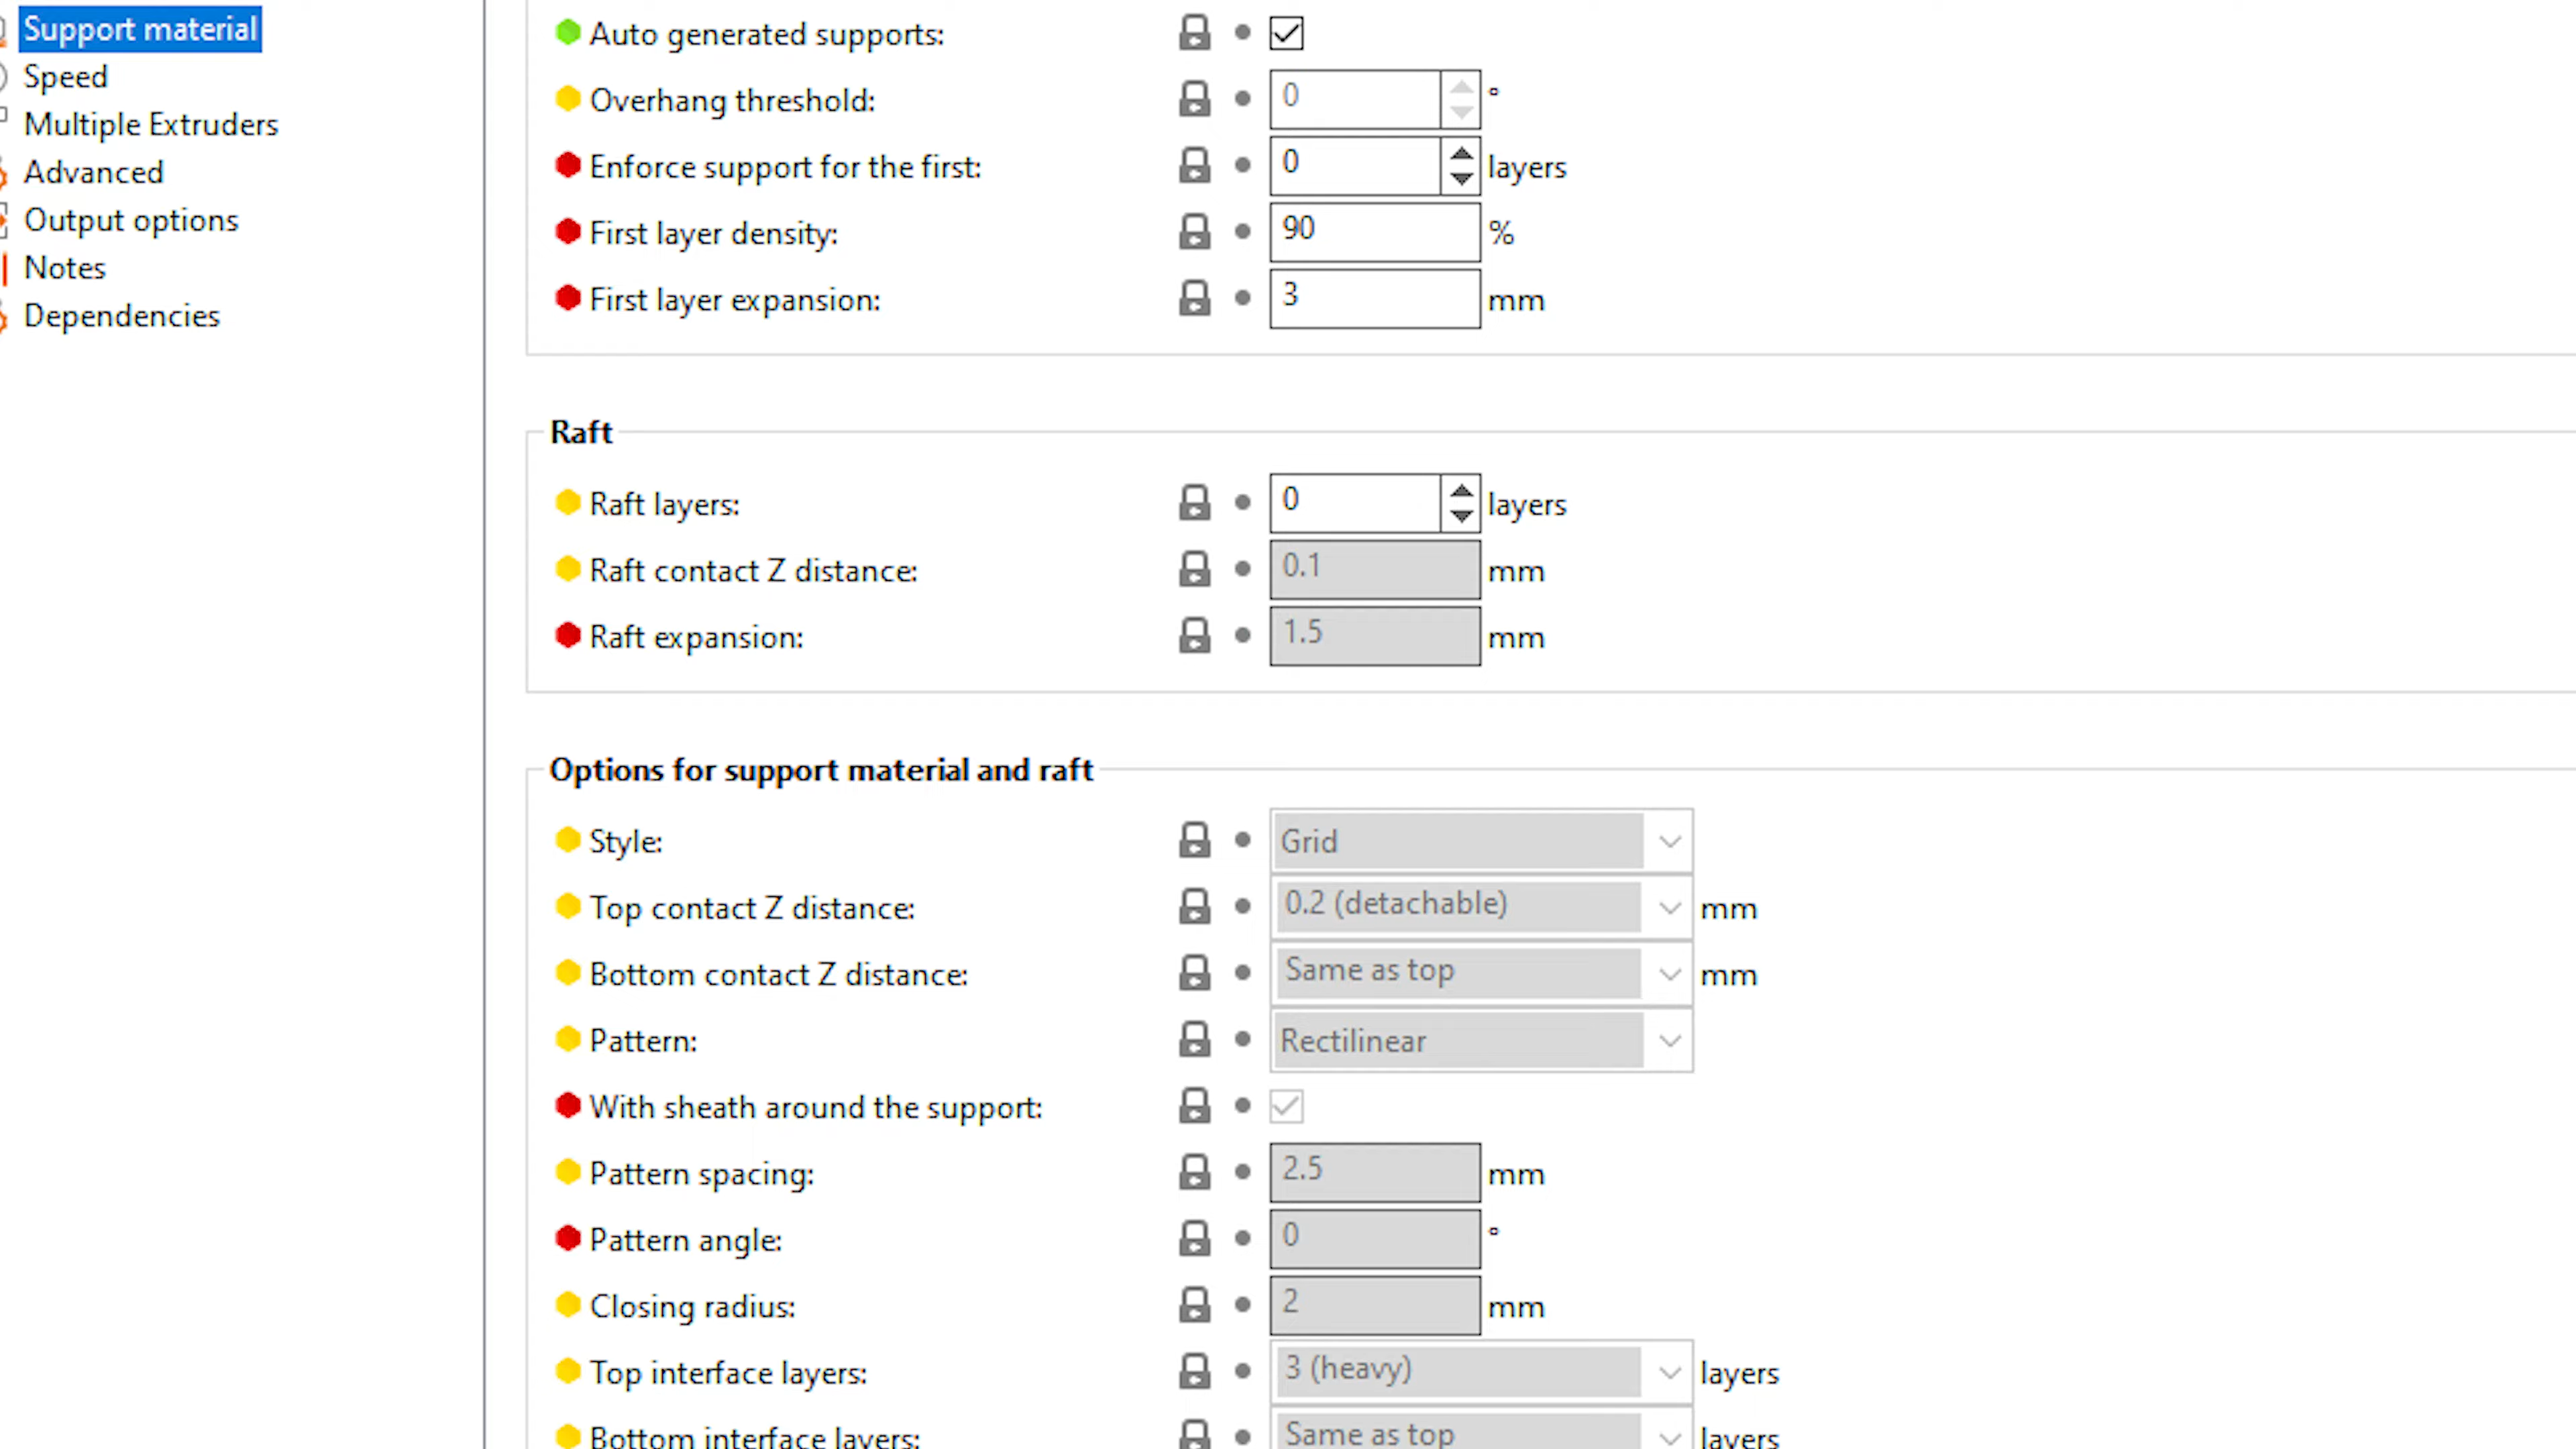 Support material
Speed
Multiple Extruders
Advanced
Output options
Notes
Dependencies
Auto generated supports:
Overhang threshold: 0 °
Enforce support for the first: 0 layers
First layer density: 90 %
First layer expansion: 3 mm
Raft
Raft layers: 0 layers
Raft contact Z distance: 0.1 mm
Raft expansion: 1.5 mm
Options for support material and raft
Style: Grid
Top contact Z distance: 0.2 (detachable) mm
Bottom contact Z distance: Same as top mm
Pattern: Rectilinear
With sheath around the support:
Pattern spacing: 2.5 mm
Pattern angle: 0 °
Closing radius: 2 mm
Top interface layers: 3 (heavy) layers
Bottom interface layers: Same as top layers